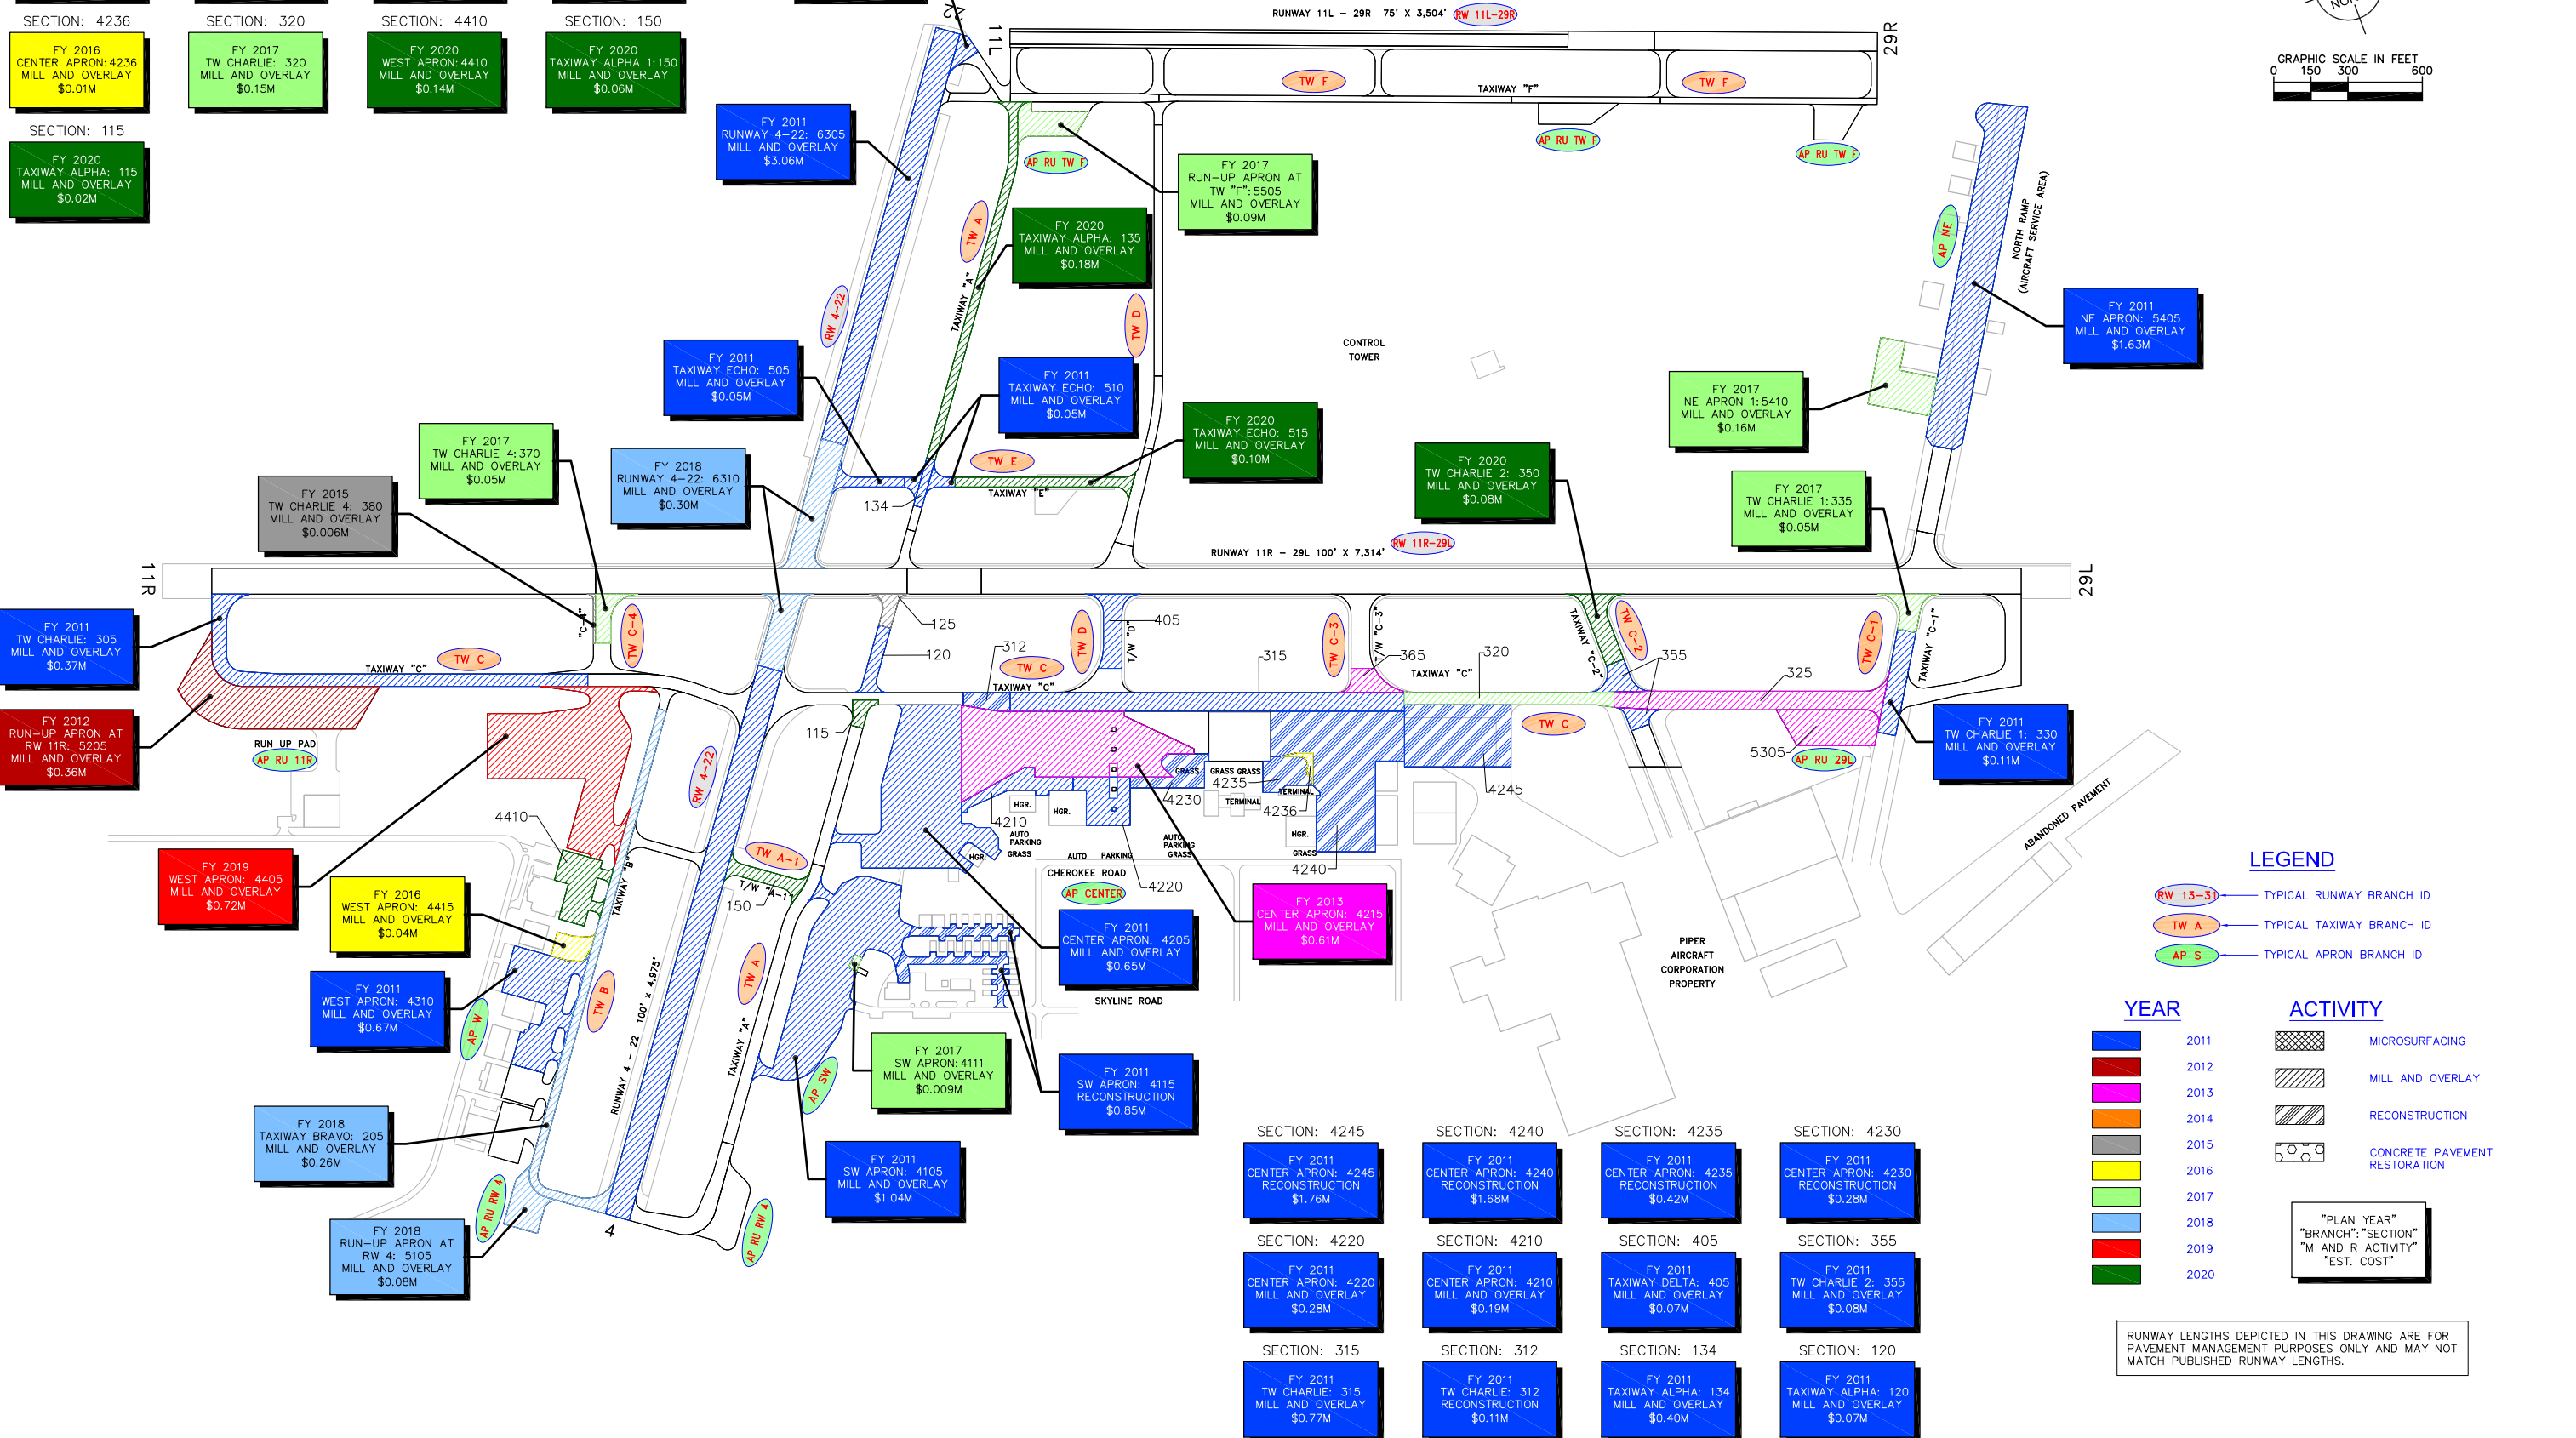 SECTION: 4236
FY 2016
CENTER APRON: 4236
MILL AND OVERLAY
$0.01M
SECTION: 320
FY 2017
TW CHARLIE: 320
MILL AND OVERLAY
$0.15M
SECTION: 4410
FY 2020
WEST APRON: 4410
MILL AND OVERLAY
$0.14M
SECTION: 150
FY 2020
TAXIWAY ALPHA 1: 150
MILL AND OVERLAY
$0.06M
SECTION: 115
FY 2020
TAXIWAY ALPHA: 115
MILL AND OVERLAY
$0.02M
22
11L
RUNWAY 11L - 29R 75' X 3,504'
RW 11L-29R
29R
GRAPHIC SCALE IN FEET
0 150 300 600
TW F
TW F
TAXIWAY "F"
AP RU TW F
AP RU TW F
AP RU TW F
FY 2011
RUNWAY 4-22: 6305
MILL AND OVERLAY
$3.06M
FY 2017
RUN-UP APRON AT
TW "F": 5505
MILL AND OVERLAY
$0.09M
FY 2020
TAXIWAY ALPHA: 135
MILL AND OVERLAY
$0.18M
TW A
TAXIWAY "A"
RW 4-22
TW D
AP NE
NORTH RAMP
(AIRCRAFT SERVICE AREA)
FY 2011
NE APRON: 5405
MILL AND OVERLAY
$1.63M
CONTROL
TOWER
FY 2011
TAXIWAY ECHO: 505
MILL AND OVERLAY
$0.05M
FY 2011
TAXIWAY ECHO: 510
MILL AND OVERLAY
$0.05M
FY 2020
TAXIWAY ECHO: 515
MILL AND OVERLAY
$0.10M
FY 2017
NE APRON 1: 5410
MILL AND OVERLAY
$0.16M
FY 2017
TW CHARLIE 4: 370
MILL AND OVERLAY
$0.05M
FY 2015
TW CHARLIE 4: 380
MILL AND OVERLAY
$0.006M
FY 2018
RUNWAY 4-22: 6310
MILL AND OVERLAY
$0.30M
TW E
TAXIWAY "E"
134
FY 2020
TW CHARLIE 2: 350
MILL AND OVERLAY
$0.08M
FY 2017
TW CHARLIE 1: 335
MILL AND OVERLAY
$0.05M
RUNWAY 11R - 29L 100' X 7,314'
RW 11R-29L
11R
29L
FY 2011
TW CHARLIE: 305
MILL AND OVERLAY
$0.37M
"C-4"
TW C-4
TAXIWAY "C"
TW C
125
120
312
TW C
TAXIWAY "C"
TW D
T/W "D"
405
315
TW C-3
T/W "C-3"
365
TAXIWAY "C"
320
TAXIWAY "C-2"
TW C-2
355
325
TW C-1
TAXIWAY "C-1"
FY 2012
RUN-UP APRON AT
RW 11R: 5205
MILL AND OVERLAY
$0.36M
RUN UP PAD
AP RU 11R
RW 4-22
115
TW C
5305
AP RU 29L
FY 2011
TW CHARLIE 1: 330
MILL AND OVERLAY
$0.11M
GRASS
GRASS GRASS
4235
TERMINAL
4230
TERMINAL
4236
4245
HGR.
HGR.
4210
AUTO
PARKING
GRASS
HGR.
AUTO
PARKING
GRASS
HGR.
GRASS
4240
AUTO PARKING
CHEROKEE ROAD
AP CENTER
4220
4410
TAXIWAY "B"
TW A-1
T/W "A-1"
150
ABANDONED PAVEMENT
FY 2019
WEST APRON: 4405
MILL AND OVERLAY
$0.72M
FY 2016
WEST APRON: 4415
MILL AND OVERLAY
$0.04M
FY 2011
WEST APRON: 4310
MILL AND OVERLAY
$0.67M
AP W
TW B
RUNWAY 4 - 22 100' x 4,975'
TW A
TAXIWAY "A"
AP SW
FY 2011
CENTER APRON: 4205
MILL AND OVERLAY
$0.65M
FY 2013
CENTER APRON: 4215
MILL AND OVERLAY
$0.61M
SKYLINE ROAD
PIPER
AIRCRAFT
CORPORATION
PROPERTY
FY 2017
SW APRON: 4111
MILL AND OVERLAY
$0.009M
FY 2011
SW APRON: 4115
RECONSTRUCTION
$0.85M
FY 2018
TAXIWAY BRAVO: 205
MILL AND OVERLAY
$0.26M
FY 2011
SW APRON: 4105
MILL AND OVERLAY
$1.04M
AP RU RW 4
4
AP RU RW 4
FY 2018
RUN-UP APRON AT
RW 4: 5105
MILL AND OVERLAY
$0.08M
SECTION: 4245
FY 2011
CENTER APRON: 4245
RECONSTRUCTION
$1.76M
SECTION: 4240
FY 2011
CENTER APRON: 4240
RECONSTRUCTION
$1.68M
SECTION: 4235
FY 2011
CENTER APRON: 4235
RECONSTRUCTION
$0.42M
SECTION: 4230
FY 2011
CENTER APRON: 4230
RECONSTRUCTION
$0.28M
SECTION: 4220
FY 2011
CENTER APRON: 4220
MILL AND OVERLAY
$0.28M
SECTION: 4210
FY 2011
CENTER APRON: 4210
MILL AND OVERLAY
$0.19M
SECTION: 405
FY 2011
TAXIWAY DELTA: 405
MILL AND OVERLAY
$0.07M
SECTION: 355
FY 2011
TW CHARLIE 2: 355
MILL AND OVERLAY
$0.08M
SECTION: 315
FY 2011
TW CHARLIE: 315
MILL AND OVERLAY
$0.77M
SECTION: 312
FY 2011
TW CHARLIE: 312
RECONSTRUCTION
$0.11M
SECTION: 134
FY 2011
TAXIWAY ALPHA: 134
MILL AND OVERLAY
$0.40M
SECTION: 120
FY 2011
TAXIWAY ALPHA: 120
MILL AND OVERLAY
$0.07M
LEGEND
RW 13-31 TYPICAL RUNWAY BRANCH ID
TW A TYPICAL TAXIWAY BRANCH ID
AP S TYPICAL APRON BRANCH ID
YEAR
2011
2012
2013
2014
2015
2016
2017
2018
2019
2020
ACTIVITY
MICROSURFACING
MILL AND OVERLAY
RECONSTRUCTION
CONCRETE PAVEMENT
RESTORATION
"PLAN YEAR"
"BRANCH": "SECTION"
"M AND R ACTIVITY"
"EST. COST"
RUNWAY LENGTHS DEPICTED IN THIS DRAWING ARE FOR
PAVEMENT MANAGEMENT PURPOSES ONLY AND MAY NOT
MATCH PUBLISHED RUNWAY LENGTHS.